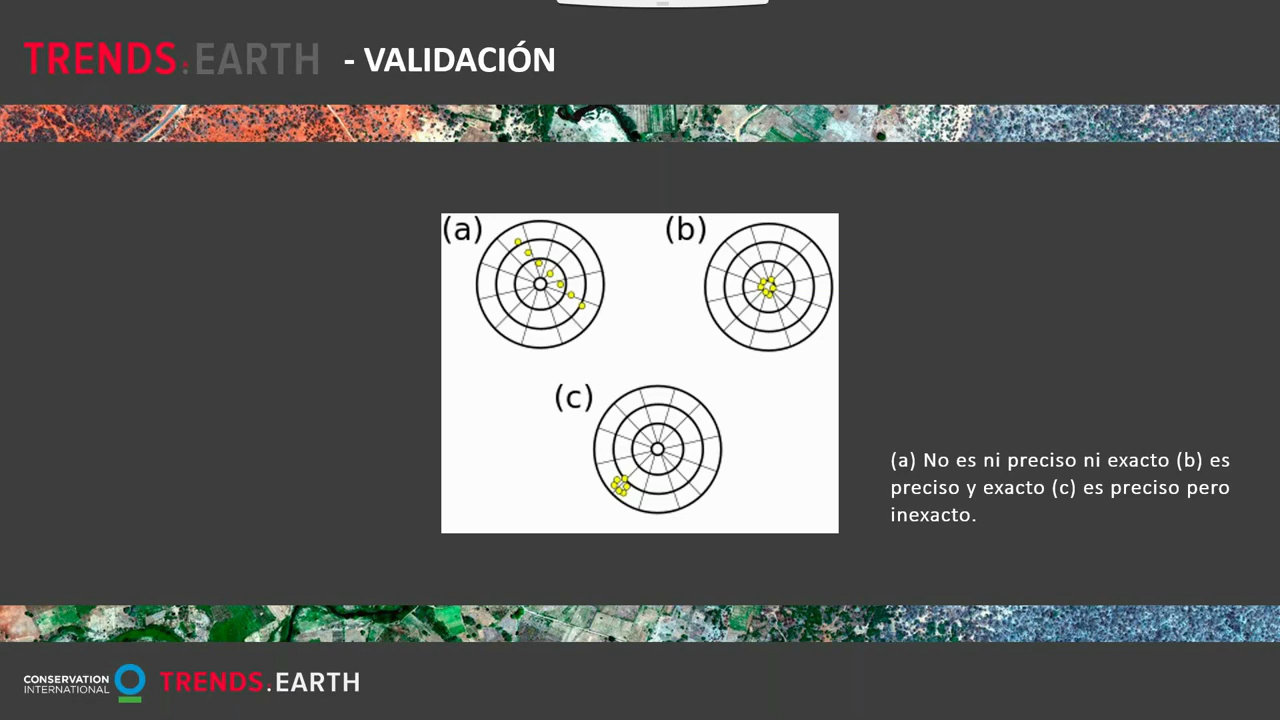 TRENDS.EARTH - VALIDACIÓN
(a) (b)
(c)
(a) No es ni preciso ni exacto (b) es
preciso y exacto (c) es preciso pero
inexacto.
CONSERVATION
INTERNATIONAL
TRENDS.EARTH